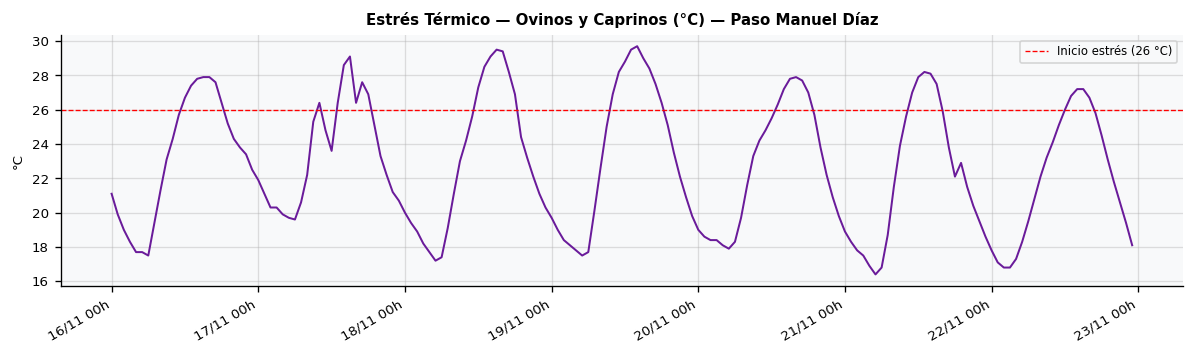 Estrés Térmico — Ovinos y Caprinos (°C) — Paso Manuel Díaz
Inicio estrés (26 °C)
°C
30
28
26
24
22
20
18
16
16/11 00h
17/11 00h
18/11 00h
19/11 00h
20/11 00h
21/11 00h
22/11 00h
23/11 00h